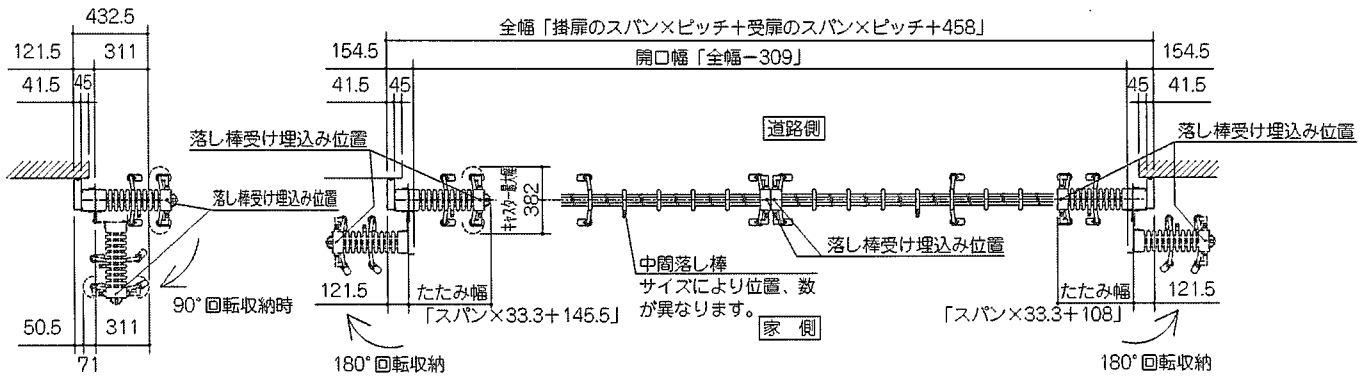 432.5
121.5 311
41.5 45
全幅「掛扉のスパン×ピッチ+受扉のスパン×ピッチ+458」
154.5 開口幅「全幅−309」 154.5
41.5 45 45 41.5
道路側
落し棒受け埋込み位置
落し棒受け埋込み位置
落し棒受け埋込み位置
キャスター最大幅
382
落し棒受け埋込み位置
中間落し棒
サイズにより位置、数
が異なります。
家 側
90°回転収納時
50.5 311
71
121.5 たたみ幅
「スパン×33.3+145.5」
180°回転収納
たたみ幅 121.5
「スパン×33.3+108」
180°回転収納